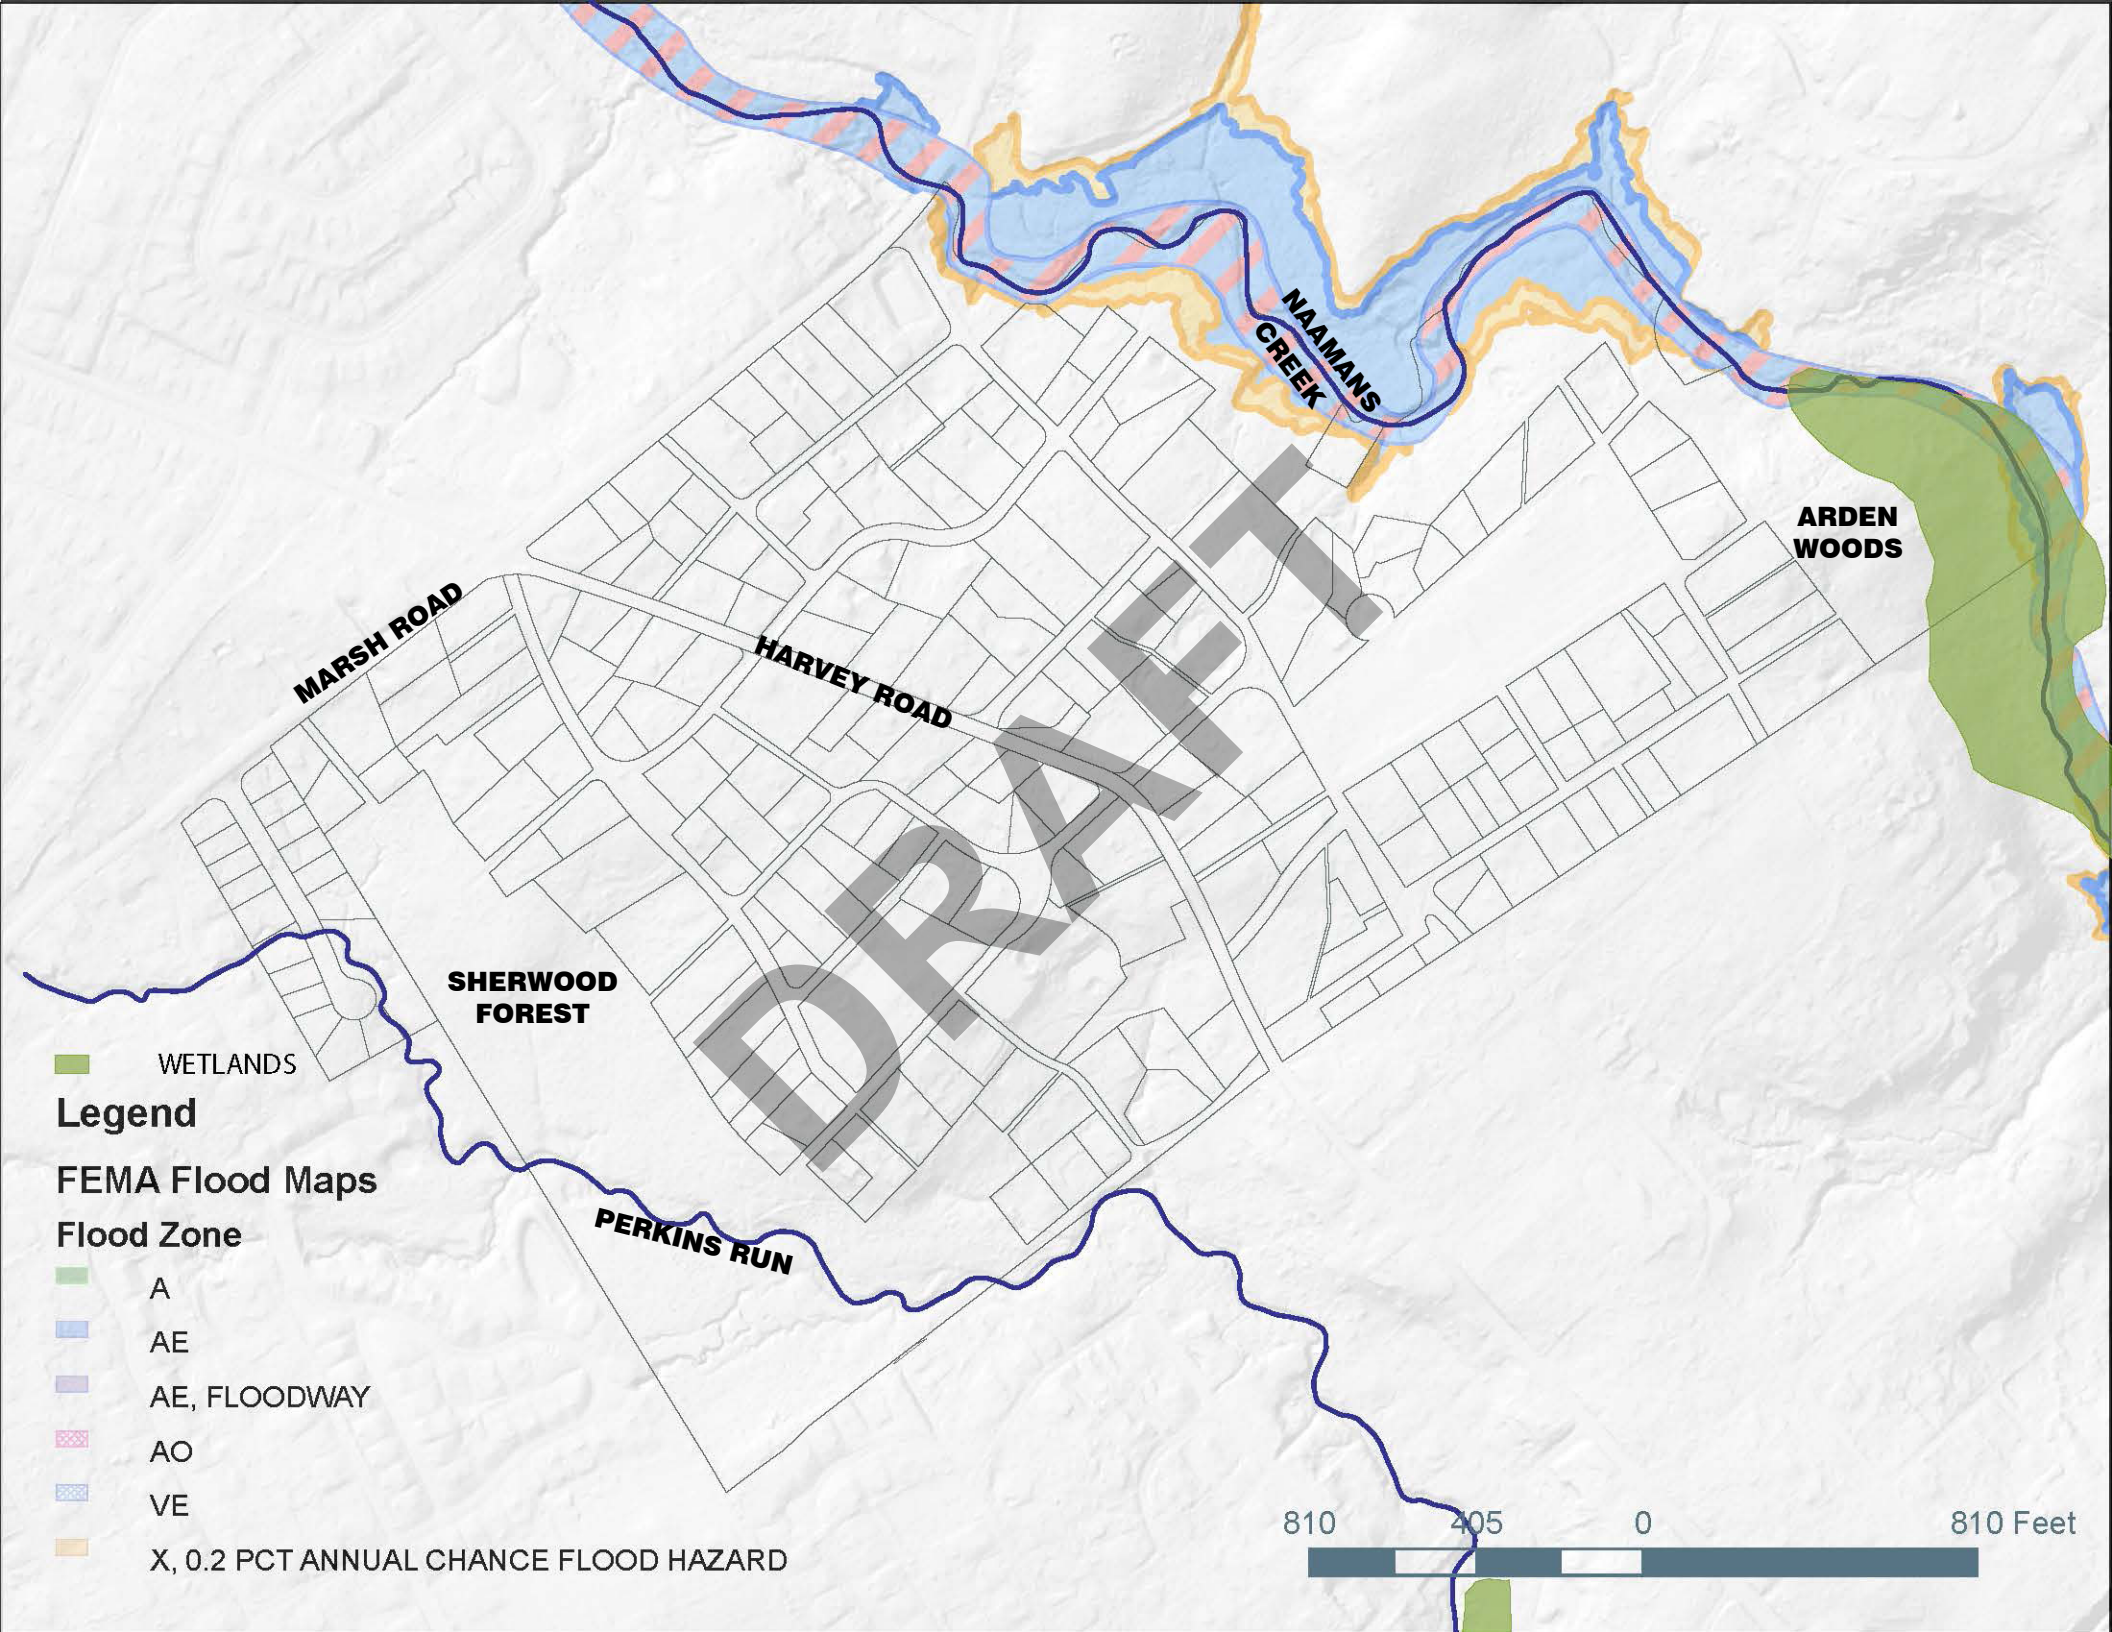 NAAMANS
CREEK
ARDEN
WOODS
MARSH ROAD
HARVEY ROAD
DRAFT
SHERWOOD
FOREST
PERKINS RUN
WETLANDS
Legend
FEMA Flood Maps
Flood Zone
A
AE
AE, FLOODWAY
AO
VE
X, 0.2 PCT ANNUAL CHANCE FLOOD HAZARD
810 405 0 810 Feet